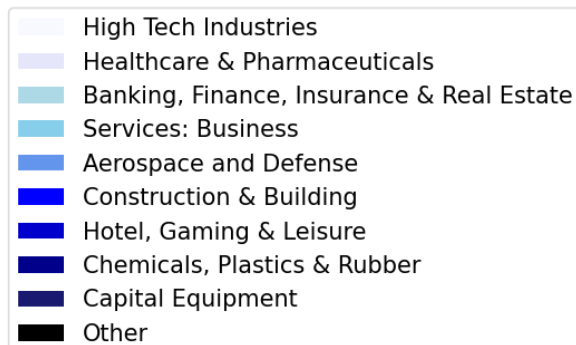 High Tech Industries
Healthcare & Pharmaceuticals
Banking, Finance, Insurance & Real Estate
Services: Business
Aerospace and Defense
Construction & Building
Hotel, Gaming & Leisure
Chemicals, Plastics & Rubber
Capital Equipment
Other